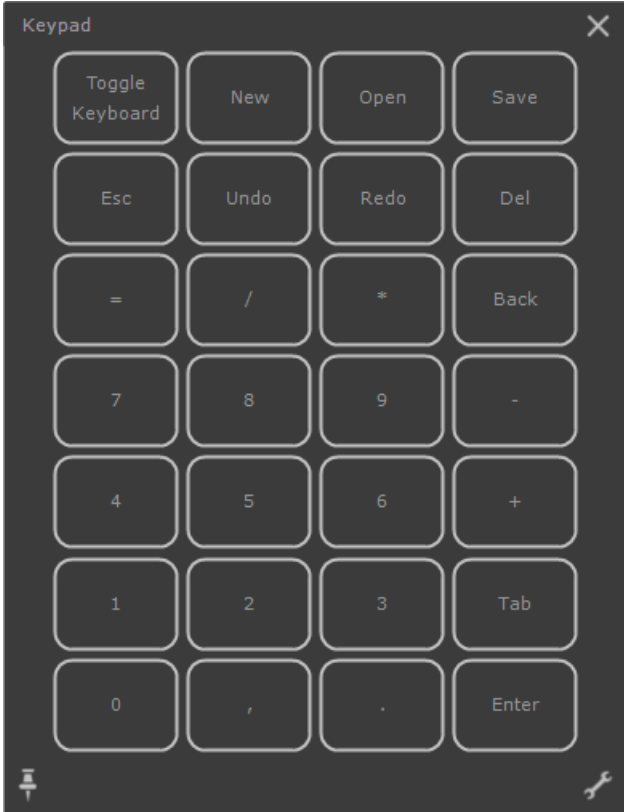 Keypad
Toggle
Keyboard
New
Open
Save
Esc
Undo
Redo
Del
=
/
*
Back
7
8
9
-
4
5
6
+
1
2
3
Tab
0
,
.
Enter